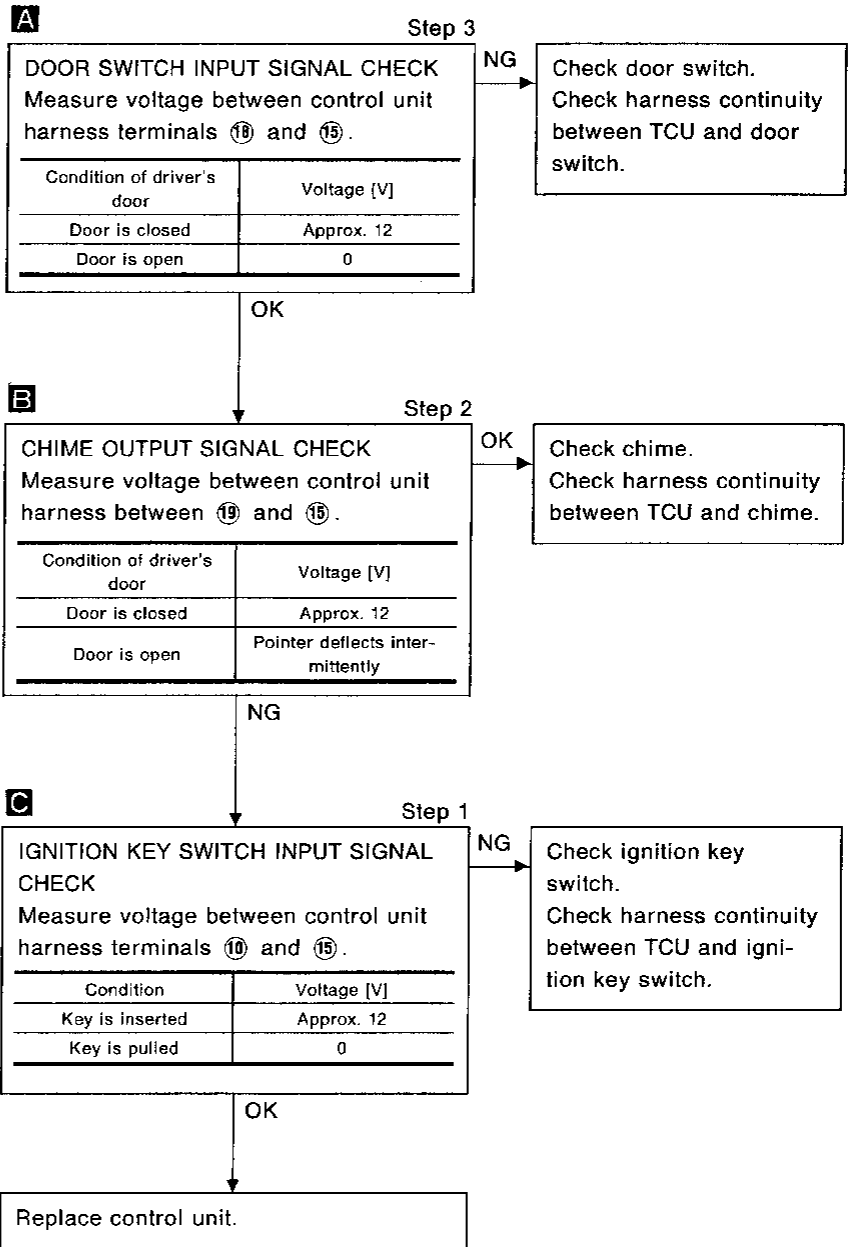 A
Step 3
DOOR SWITCH INPUT SIGNAL CHECK
Measure voltage between control unit
harness terminals ⑱ and ⑮.
Condition of driver's
door
Voltage [V]
Door is closed
Approx. 12
Door is open
0
NG
Check door switch.
Check harness continuity
between TCU and door
switch.
OK
B
Step 2
CHIME OUTPUT SIGNAL CHECK
Measure voltage between control unit
harness between ⑲ and ⑮.
Condition of driver's
door
Voltage [V]
Door is closed
Approx. 12
Door is open
Pointer deflects inter-
mittently
OK
Check chime.
Check harness continuity
between TCU and chime.
NG
C
Step 1
IGNITION KEY SWITCH INPUT SIGNAL
CHECK
Measure voltage between control unit
harness terminals ⑩ and ⑮.
Condition
Voltage [V]
Key is inserted
Approx. 12
Key is pulled
0
NG
Check ignition key
switch.
Check harness continuity
between TCU and igni-
tion key switch.
OK
Replace control unit.